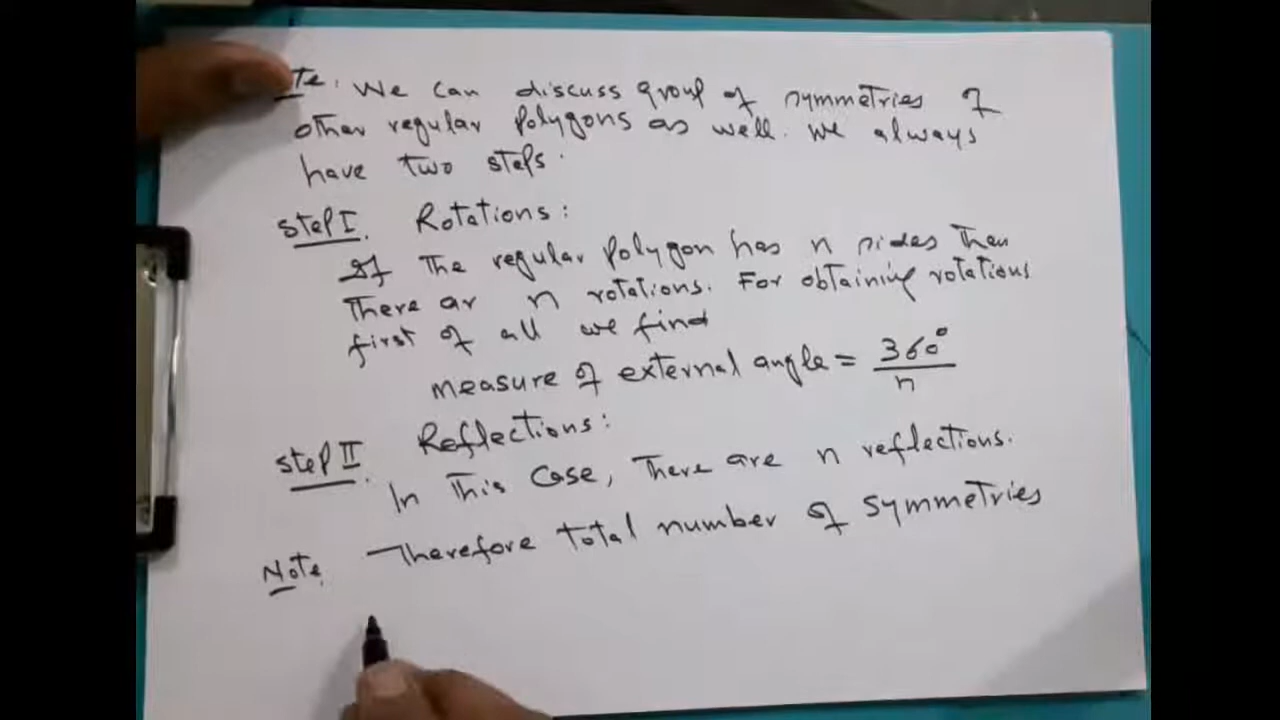 te. We can discuss group of symmetries of
other regular polygons as well. We always
have two steps.
Step I. Rotations:
If the regular polygon has n sides then
there ar n rotations. For obtaining rotations
first of all we find
measure of external angle = 360°/n
Step II. Reflections:
In this case, there are n reflections.
Note. Therefore total number of symmetries